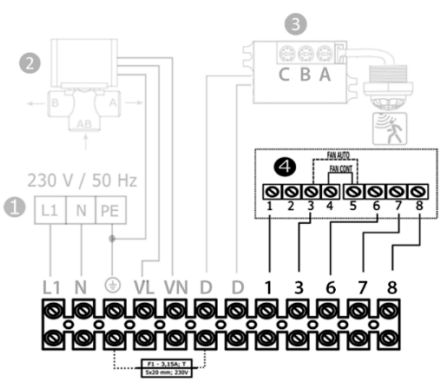 3
2
C B A
B A
AB
4
FAN AUTO
FAN CONT
1 2 3 4 5 6 7 8
230 V / 50 Hz
1
L1 N PE
L1 N VL VN D D 1 3 6 7 8
F1 - 3,15A; T
5x20 mm; 230V